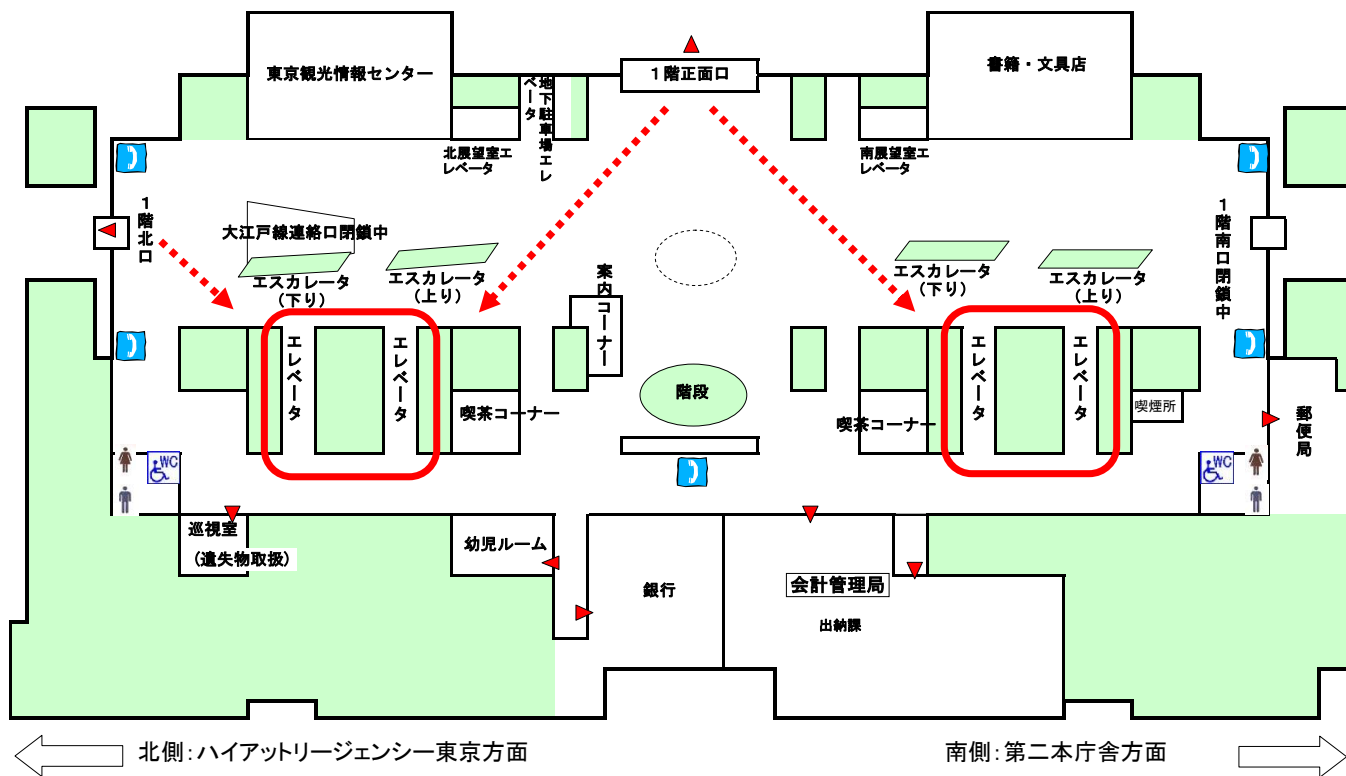 東京観光情報センター
地下駐車場エレ
ベータ
1階正面口
書籍・文具店
北展望室エ
レベータ
南展望室エ
レベータ
1階北口
大江戸線連絡口閉鎖中
エスカレータ
(下り)
エスカレータ
(上り)
案内コーナー
エスカレータ
(下り)
エスカレータ
(上り)
1階南口閉鎖中
エレベータ
エレベータ
喫茶コーナー
階段
喫茶コーナー
エレベータ
エレベータ
喫煙所
郵便局
WC
WC
巡視室
(遺失物取扱)
幼児ルーム
銀行
会計管理局
出納課
北側:ハイアットリージェンシー東京方面
南側:第二本庁舎方面